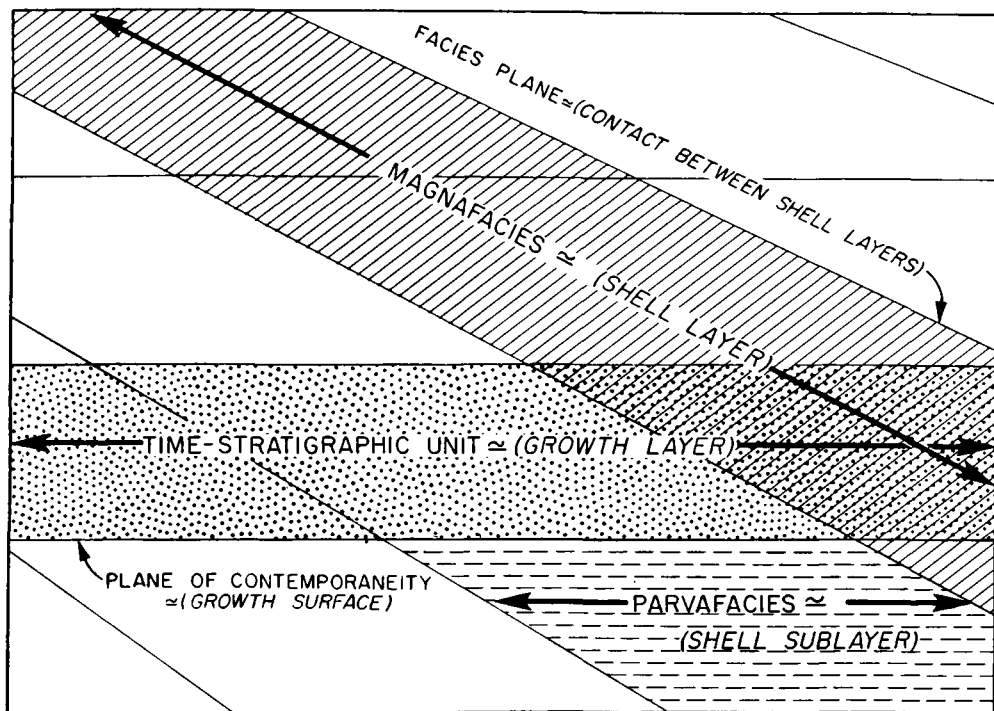 FACIES PLANE ≃ (CONTACT BETWEEN SHELL LAYERS)
MAGNAFACIES ≃ (SHELL LAYER)
TIME-STRATIGRAPHIC UNIT ≃ (GROWTH LAYER)
PLANE OF CONTEMPORANEITY
≃ (GROWTH SURFACE)
PARVAFACIES ≃
(SHELL SUBLAYER)